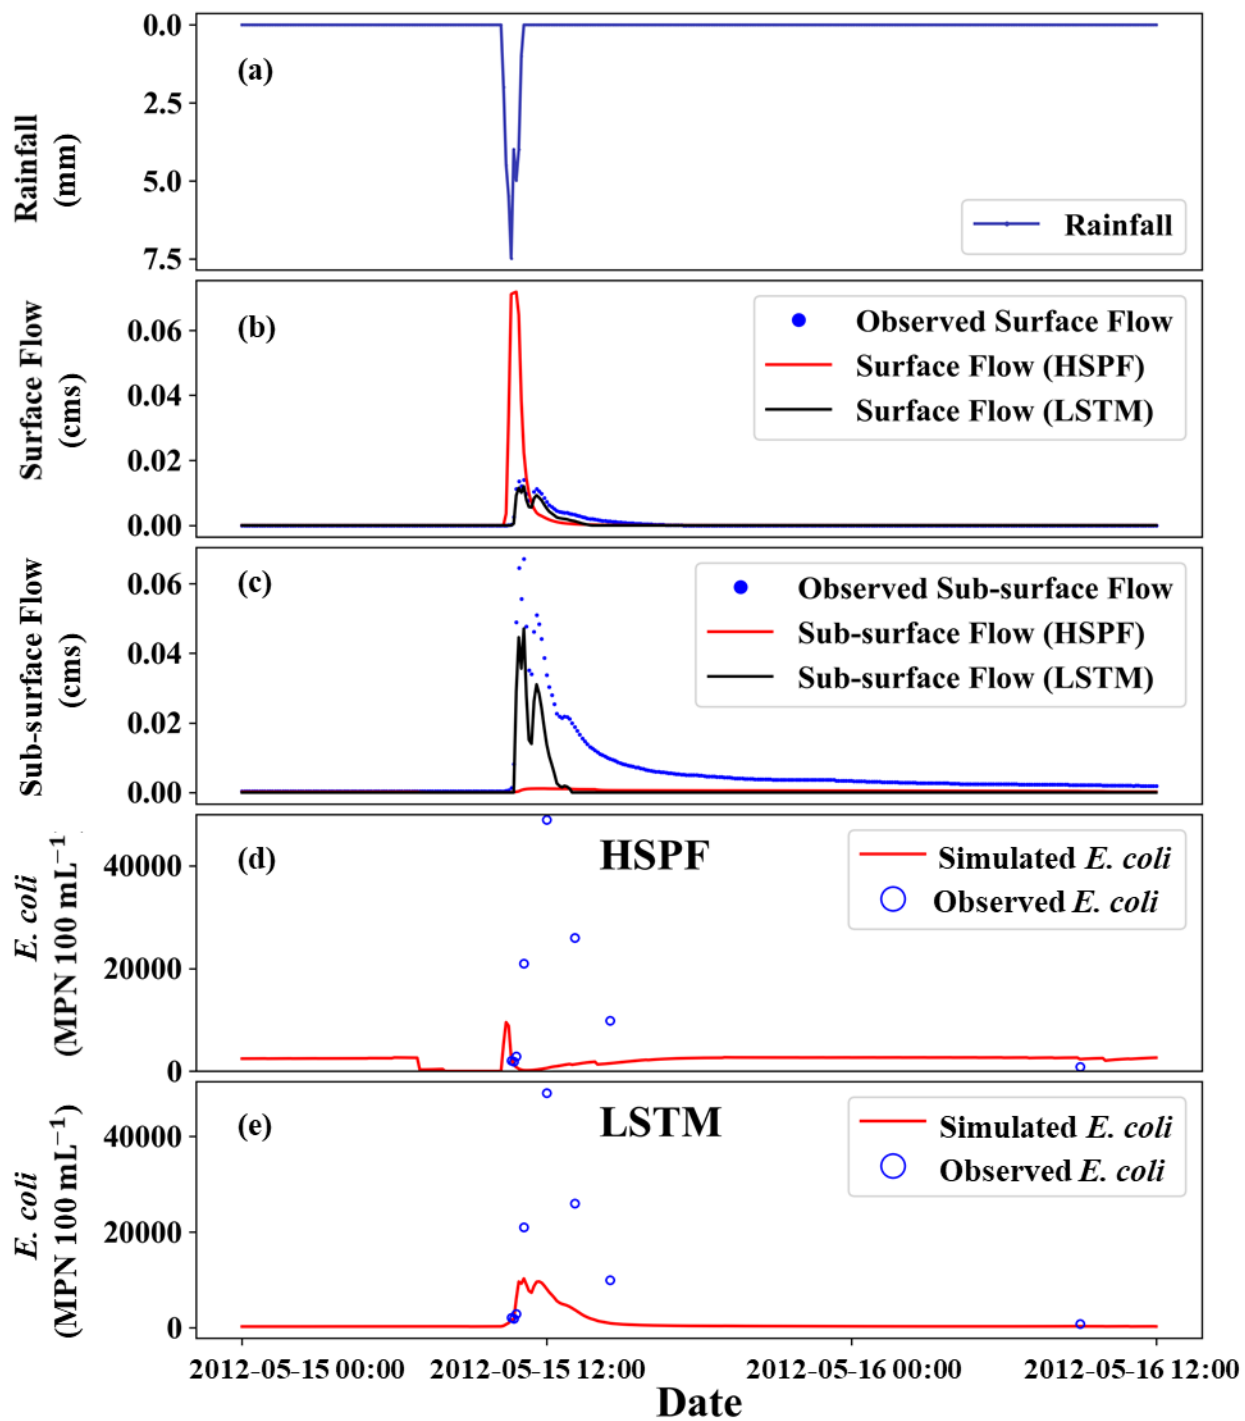 0.0
2.5
5.0
7.5
Rainfall
(mm)
(a)
Rainfall
0.06
0.04
0.02
0.00
Surface Flow
(cms)
(b)
Observed Surface Flow
Surface Flow (HSPF)
Surface Flow (LSTM)
0.06
0.04
0.02
0.00
Sub-surface Flow
(cms)
(c)
Observed Sub-surface Flow
Sub-surface Flow (HSPF)
Sub-surface Flow (LSTM)
40000
20000
0
E. coli
(MPN 100 mL⁻¹
(d)
HSPF
Simulated E. coli
Observed E. coli
40000
20000
0
E. coli
(MPN 100 mL⁻¹)
(e)
LSTM
Simulated E. coli
Observed E. coli
2012-05-15 00:00
2012-05-15 12:00
2012-05-16 00:00
2012-05-16 12:00
Date